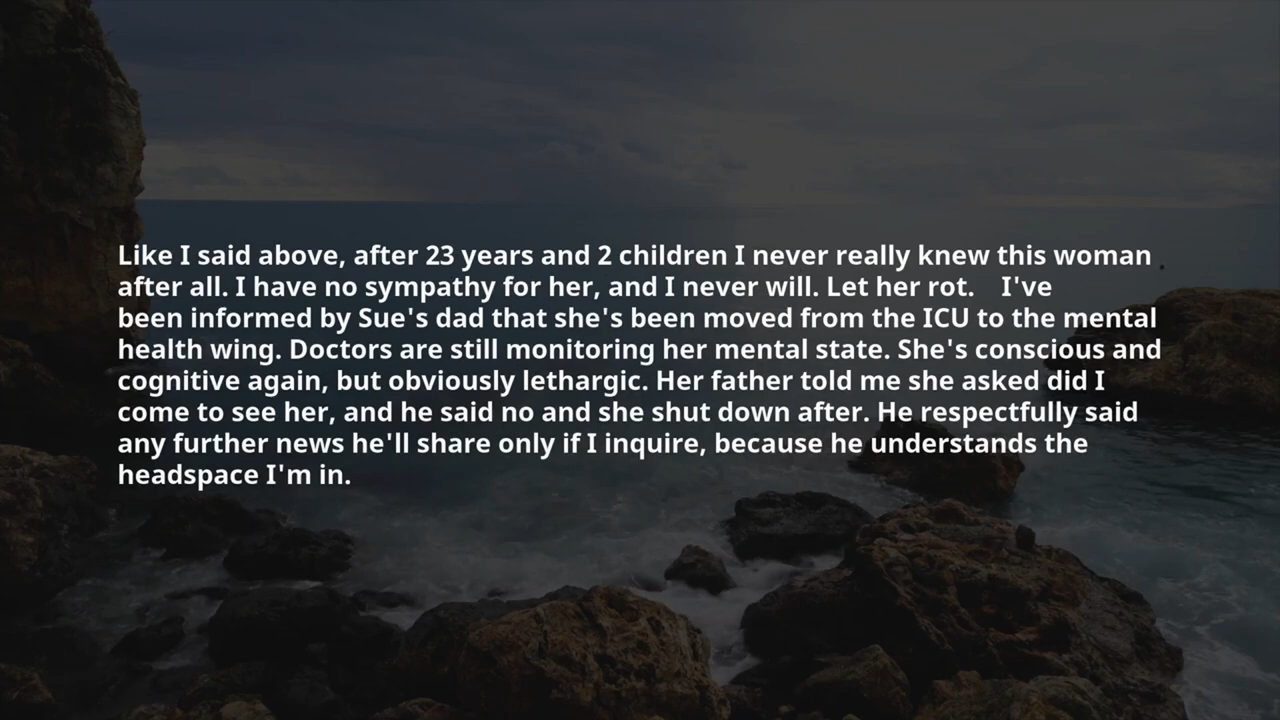 Like I said above, after 23 years and 2 children I never really knew this woman
after all. I have no sympathy for her, and I never will. Let her rot.    I've
been informed by Sue's dad that she's been moved from the ICU to the mental
health wing. Doctors are still monitoring her mental state. She's conscious and
cognitive again, but obviously lethargic. Her father told me she asked did I
come to see her, and he said no and she shut down after. He respectfully said
any further news he'll share only if I inquire, because he understands the
headspace I'm in.